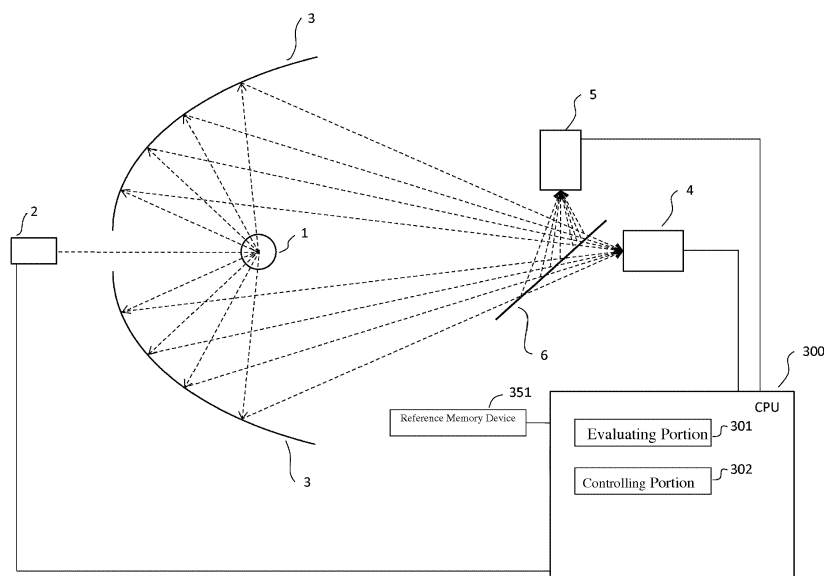 3
5
4
2
1
6
300
351
CPU
Reference Memory Device
Evaluating Portion
301
302
Controlling Portion
3